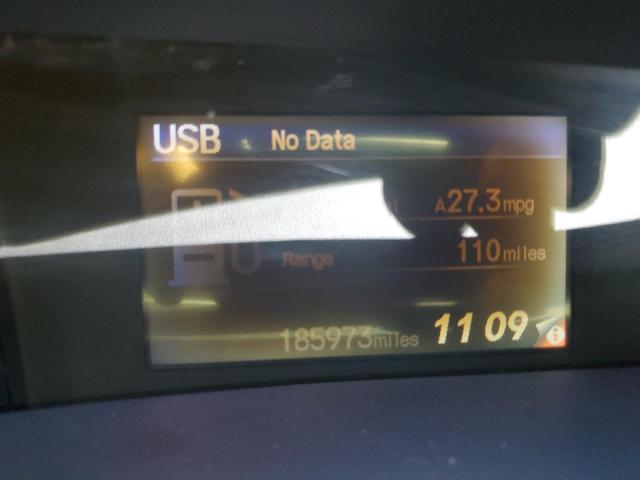 USB No Data
A27.3mpg
Range 110miles
185973miles 11 09